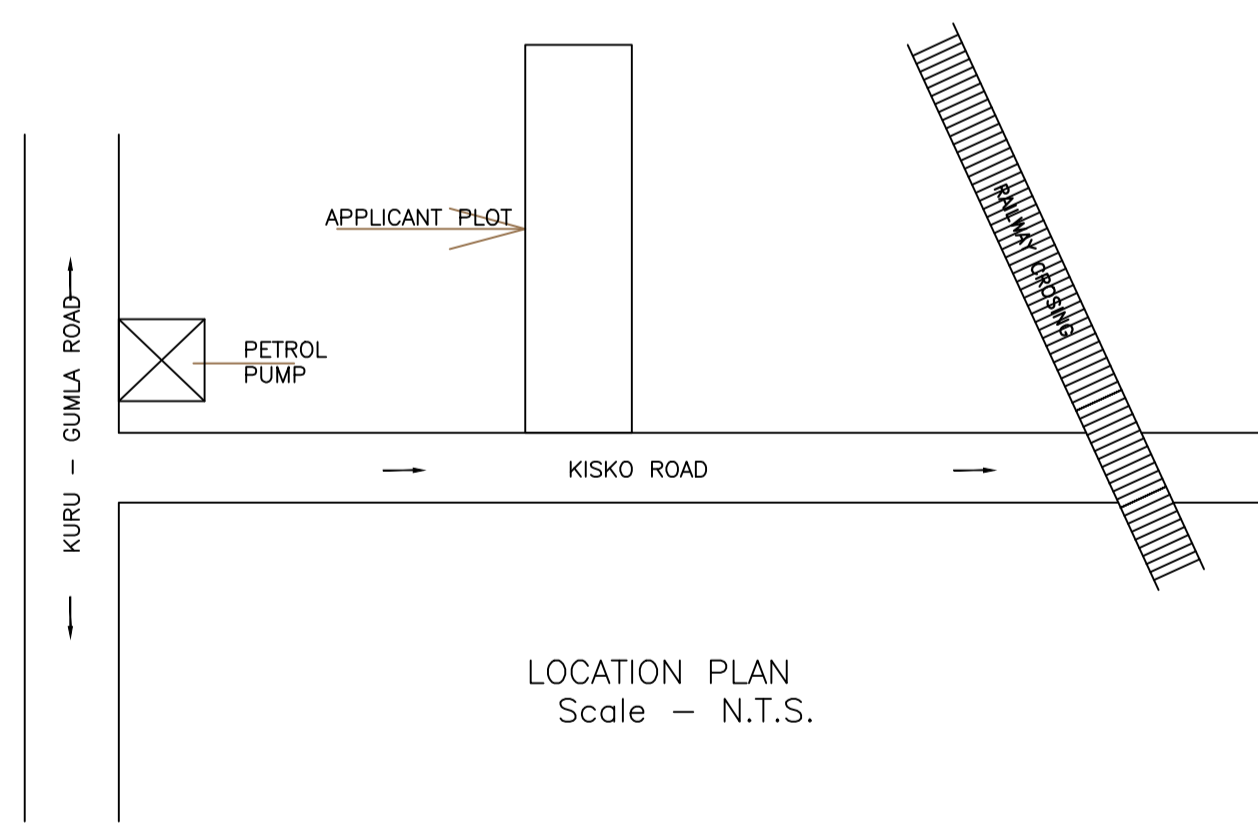 APPLICANT PLOT
RAILWAY CROSING
KURU - GUMLA ROAD
PETROL
PUMP
KISKO ROAD
LOCATION PLAN
Scale - N.T.S.